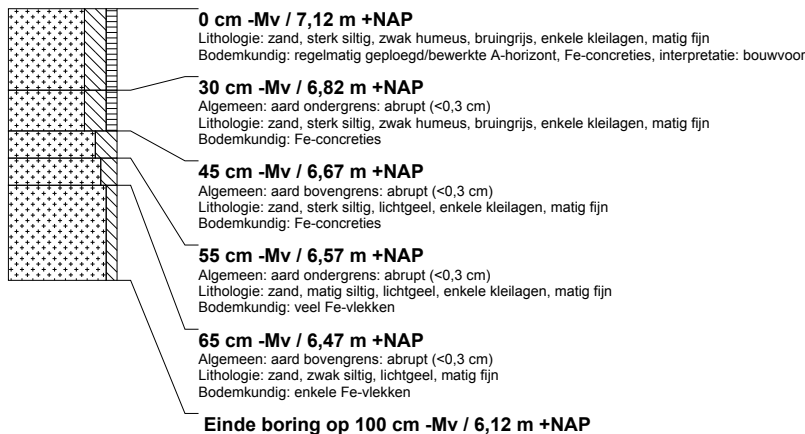 0 cm -Mv / 7,12 m +NAP
Lithologie: zand, sterk siltig, zwak humeus, bruingrijs, enkele kleilagen, matig fijn
Bodemkundig: regelmatig geploegd/bewerkte A-horizont, Fe-concreties, interpretatie: bouwvoor
30 cm -Mv / 6,82 m +NAP
Algemeen: aard ondergrens: abrupt (<0,3 cm)
Lithologie: zand, sterk siltig, zwak humeus, bruingrijs, enkele kleilagen, matig fijn
Bodemkundig: Fe-concreties
45 cm -Mv / 6,67 m +NAP
Algemeen: aard bovengrens: abrupt (<0,3 cm)
Lithologie: zand, sterk siltig, lichtgeel, enkele kleilagen, matig fijn
Bodemkundig: Fe-concreties
55 cm -Mv / 6,57 m +NAP
Algemeen: aard ondergrens: abrupt (<0,3 cm)
Lithologie: zand, matig siltig, lichtgeel, enkele kleilagen, matig fijn
Bodemkundig: veel Fe-vlekken
65 cm -Mv / 6,47 m +NAP
Algemeen: aard bovengrens: abrupt (<0,3 cm)
Lithologie: zand, zwak siltig, lichtgeel, matig fijn
Bodemkundig: enkele Fe-vlekken
Einde boring op 100 cm -Mv / 6,12 m +NAP